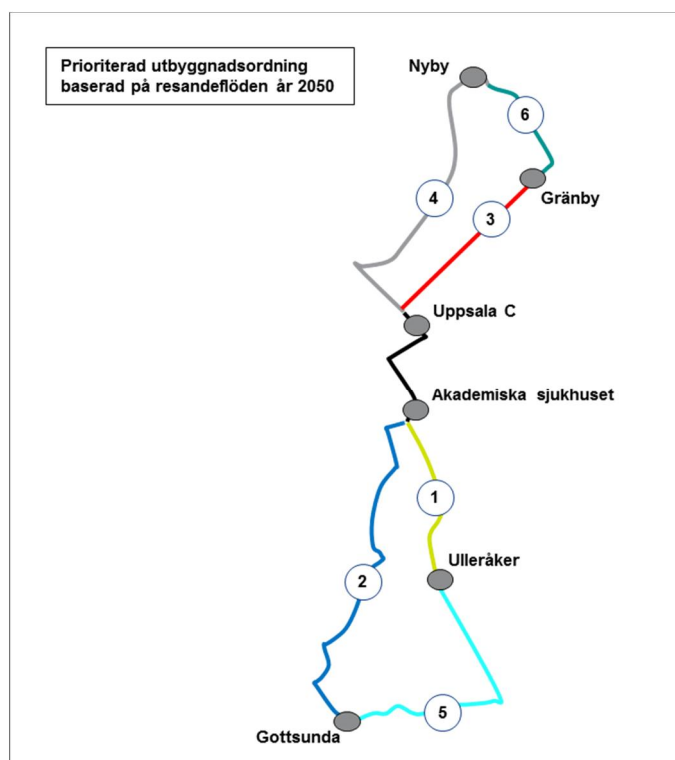 Prioriterad utbyggnadsordning
baserad på resandeflöden år 2050
Nyby
6
Gränby
4
3
Uppsala C
Akademiska sjukhuset
1
Ulleråker
2
5
Gottsunda